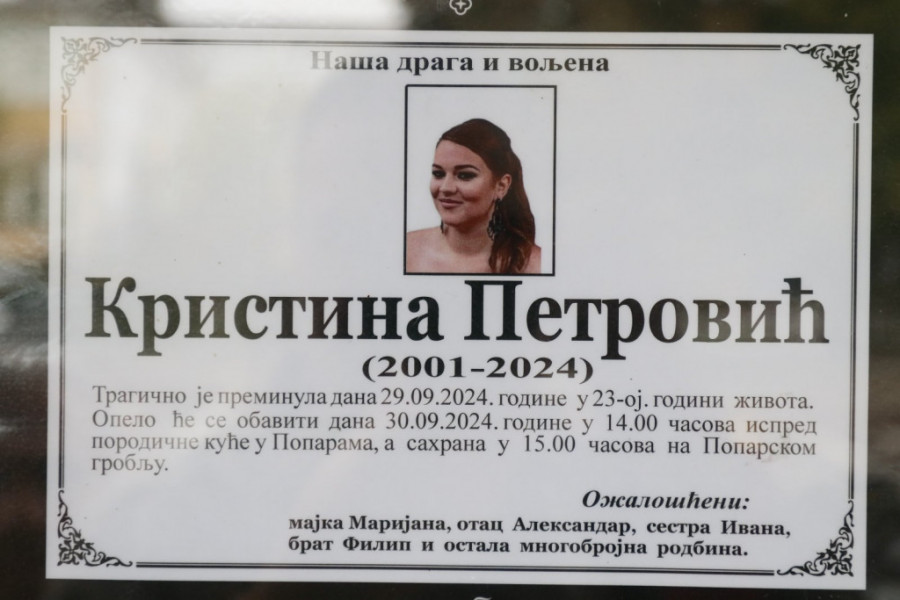 Наша драга и вољена
Кристина Петровић
(2001-2024)
Трагично је преминула дана 29.09.2024. године у 23-ој. години живота.
Опело ће се обавити дана 30.09.2024. године у 14.00 часова испред
породичне куће у Попарама, а сахрана у 15.00 часова на Попарском
гробљу.
Ожалошћени:
мајка Маријана, отац Александар, сестра Ивана,
брат Филип и остала многобројна родбина.